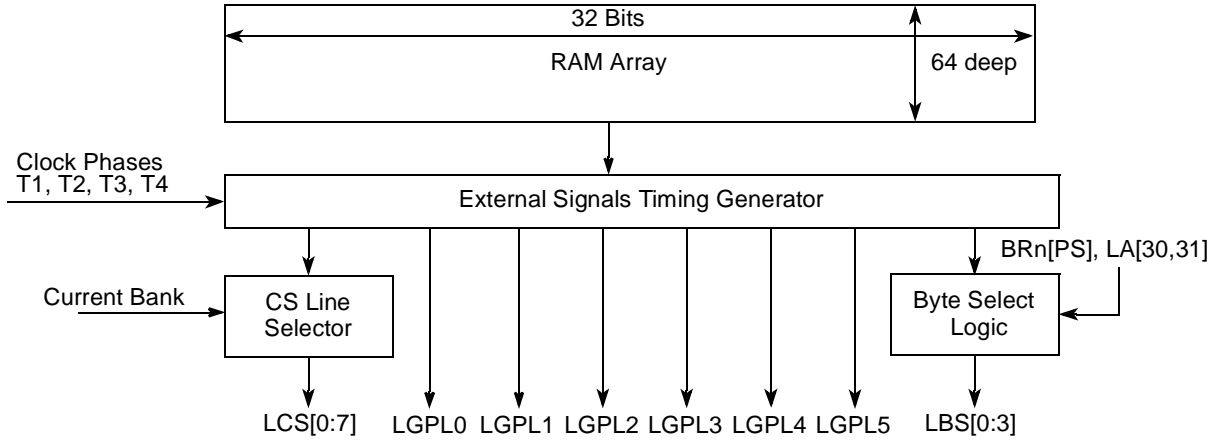 32 Bits
RAM Array
64 deep
Clock Phases
T1, T2, T3, T4
External Signals Timing Generator
BRn[PS], LA[30,31]
Current Bank
CS Line
Selector
Byte Select
Logic
LCS[0:7]
LGPL0
LGPL1
LGPL2
LGPL3
LGPL4
LGPL5
LBS[0:3]